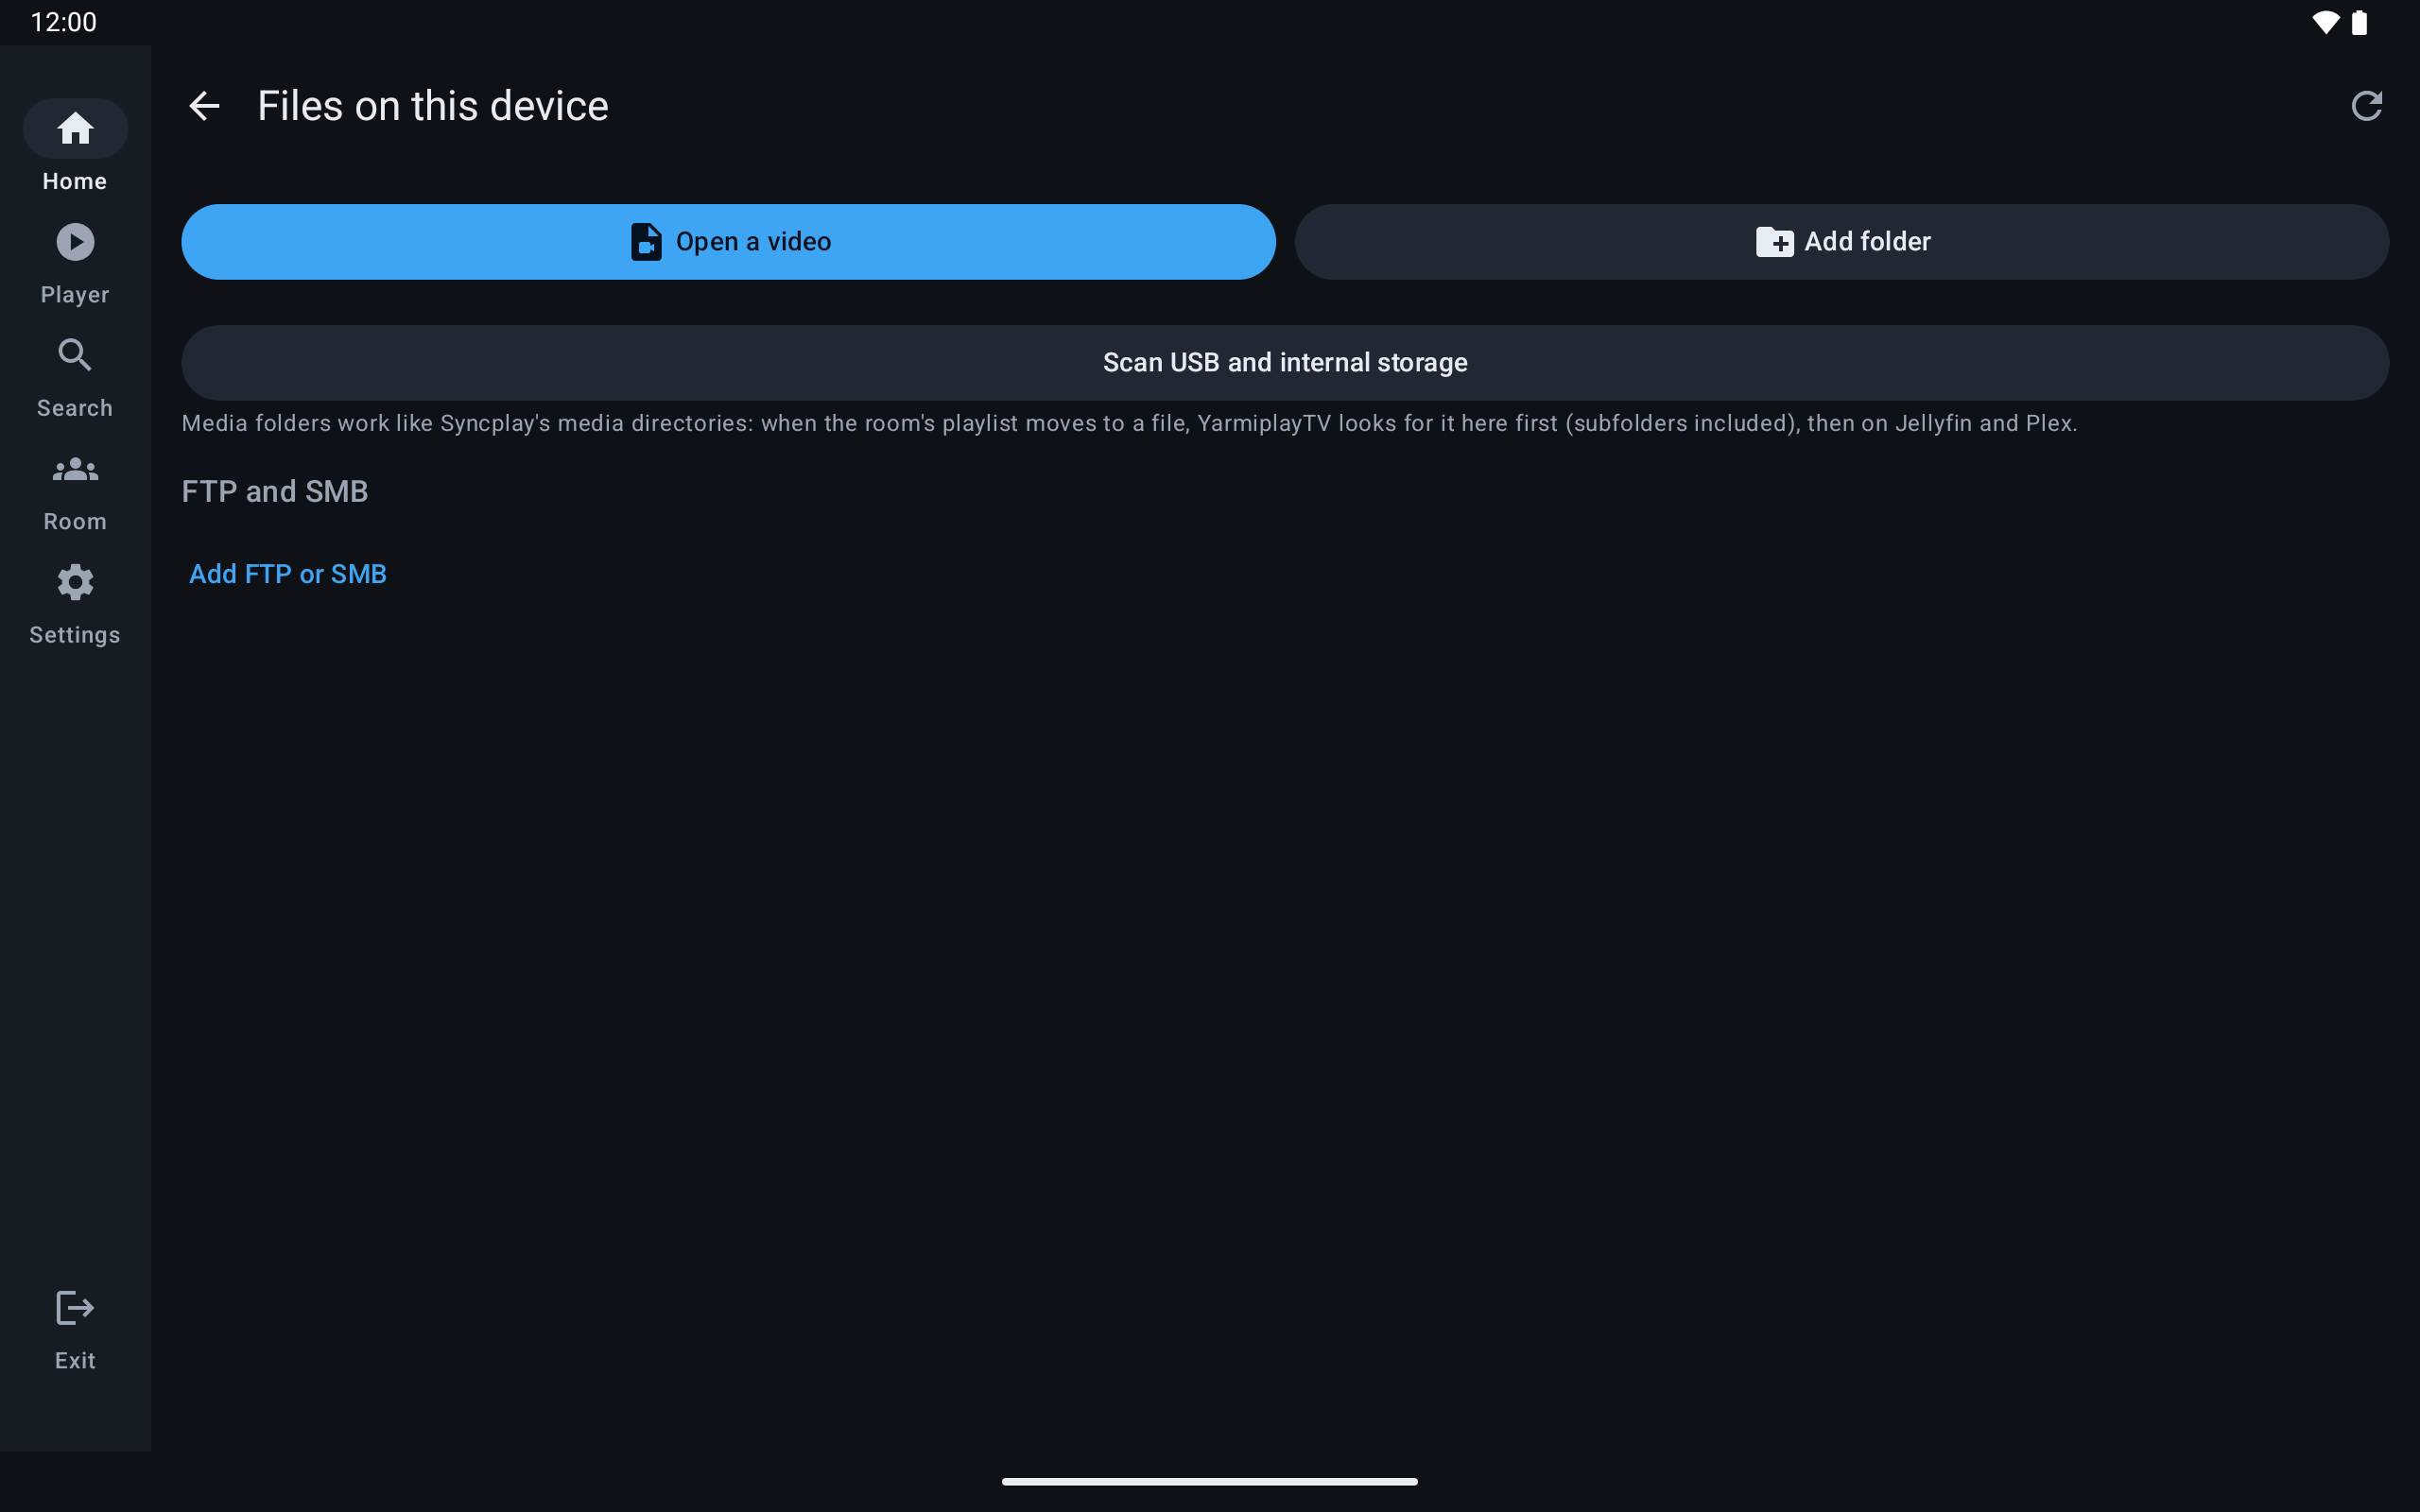 12:00
Files on this device
Home
Open a video
Add folder
Player
Scan USB and internal storage
Search
Media folders work like Syncplay's media directories: when the room's playlist moves to a file, YarmiplayTV looks for it here first (subfolders included), then on Jellyfin and Plex.
FTP and SMB
Room
Add FTP or SMB
Settings
Exit